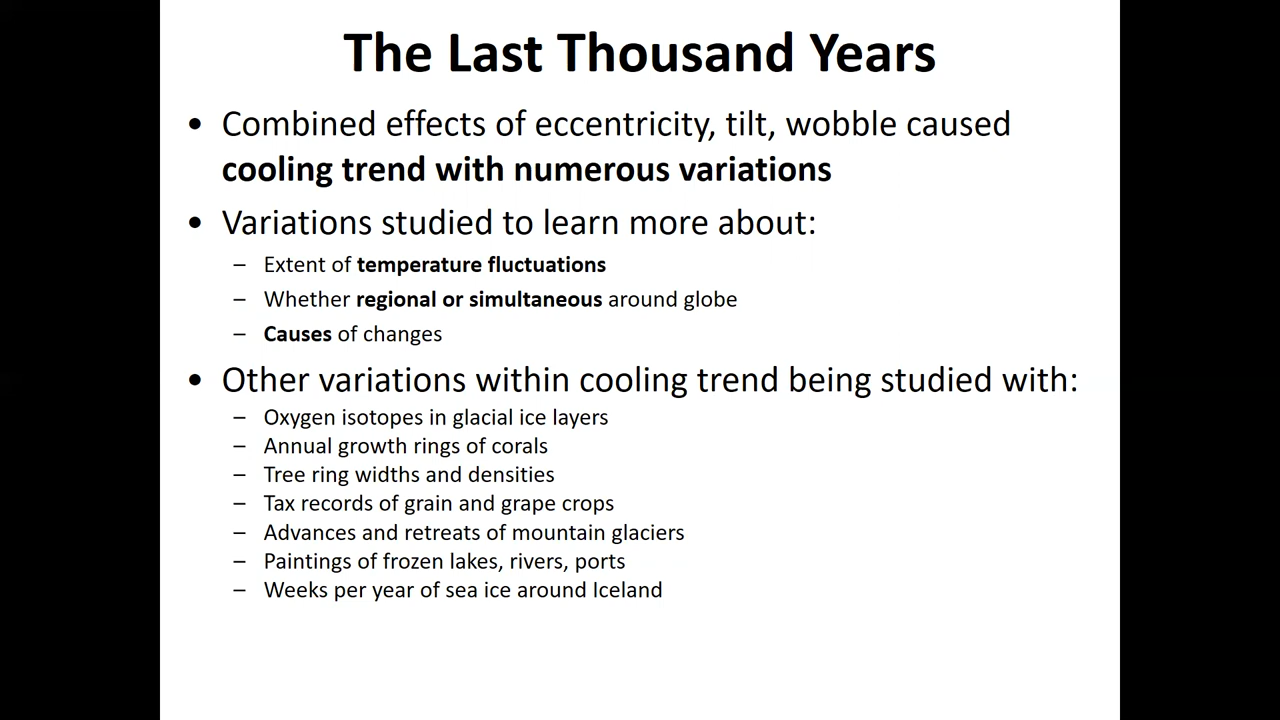 The Last Thousand Years
• Combined effects of eccentricity, tilt, wobble caused
cooling trend with numerous variations
• Variations studied to learn more about:
– Extent of temperature fluctuations
– Whether regional or simultaneous around globe
– Causes of changes
• Other variations within cooling trend being studied with:
– Oxygen isotopes in glacial ice layers
– Annual growth rings of corals
– Tree ring widths and densities
– Tax records of grain and grape crops
– Advances and retreats of mountain glaciers
– Paintings of frozen lakes, rivers, ports
– Weeks per year of sea ice around Iceland